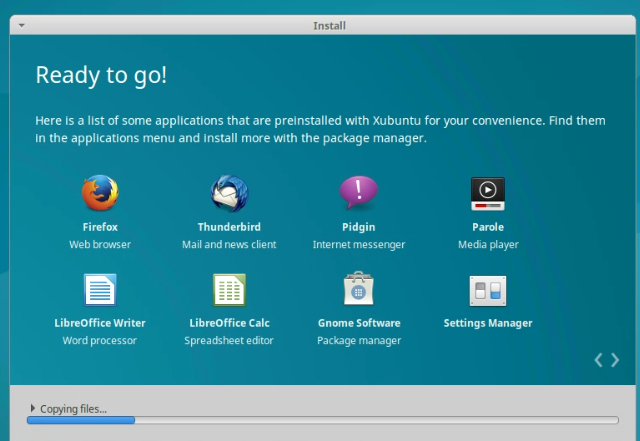 Install
Ready to go!
Here is a list of some applications that are preinstalled with Xubuntu for your convenience. Find them
in the applications menu and install more with the package manager.
Firefox
Web browser
Thunderbird
Mail and news client
Pidgin
Internet messenger
Parole
Media player
LibreOffice Writer
Word processor
LibreOffice Calc
Spreadsheet editor
Gnome Software
Package manager
Settings Manager
Copying files...